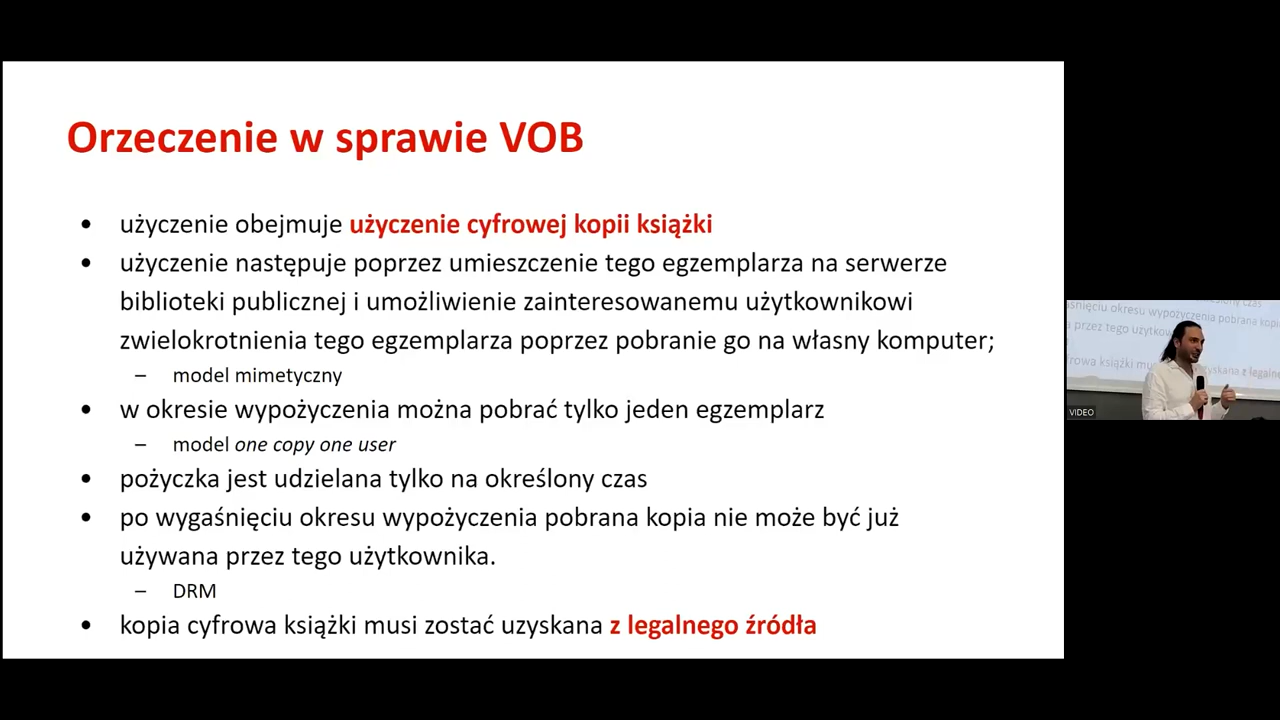 Orzeczenie w sprawie VOB
• użyczenie obejmuje użyczenie cyfrowej kopii książki
• użyczenie następuje poprzez umieszczenie tego egzemplarza na serwerze
biblioteki publicznej i umożliwienie zainteresowanemu użytkownikowi
zwielokrotnienia tego egzemplarza poprzez pobranie go na własny komputer;
– model mimetyczny
• w okresie wypożyczenia można pobrać tylko jeden egzemplarz
– model one copy one user
• pożyczka jest udzielana tylko na określony czas
• po wygaśnięciu okresu wypożyczenia pobrana kopia nie może być już
używana przez tego użytkownika.
– DRM
• kopia cyfrowa książki musi zostać uzyskana z legalnego źródła
VIDEO